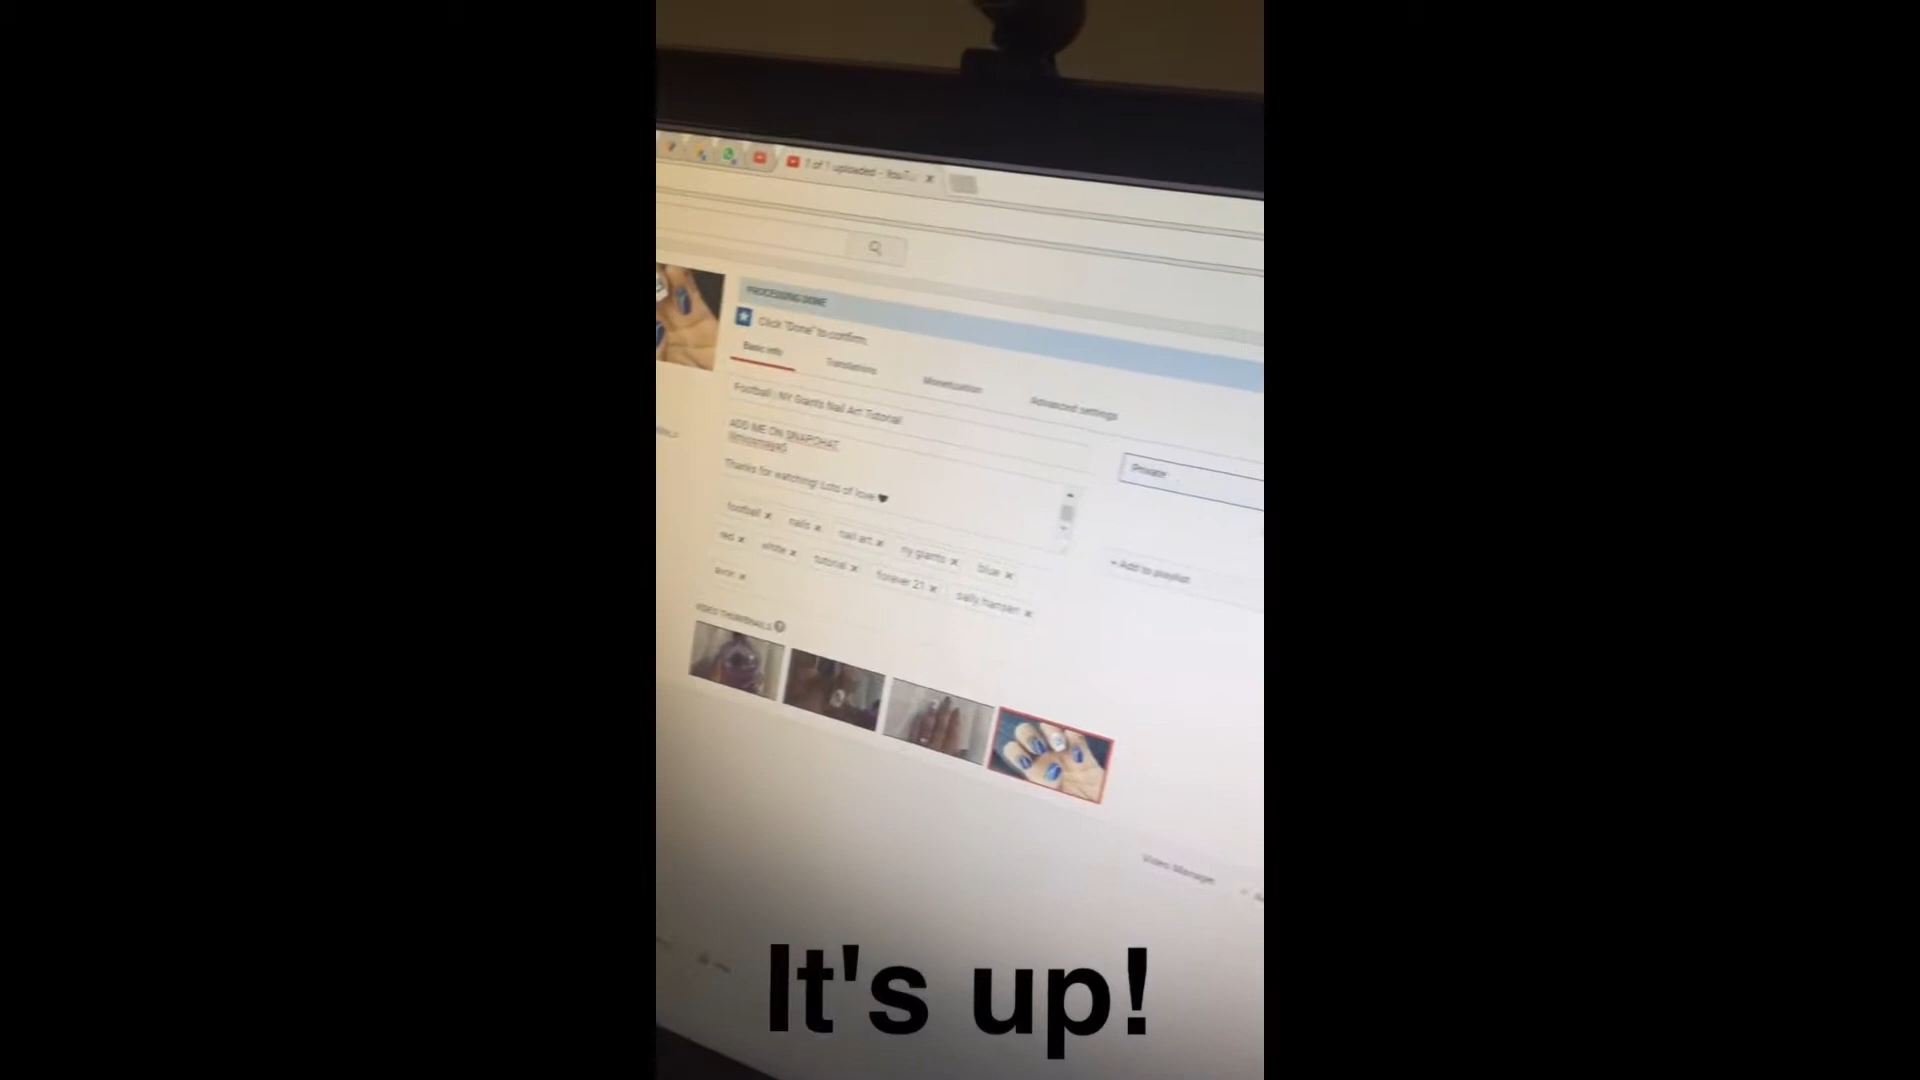 1 of 1 uploaded - YouTu
PROCESSING DONE
Click "Done" to confirm.
Basic info
Translations
Monetization
Advanced settings
Football | NY Giants Nail Art Tutorial
ADD ME ON SNAPCHAT
Private
Thanks for watching! Lots of love ♥
football x nails x nail art x ny giants x blue x
red x white x tutorial x forever 21 x sally hansen x
+ Add to playlist
VIDEO THUMBNAILS ?
Video Manager
It's up!